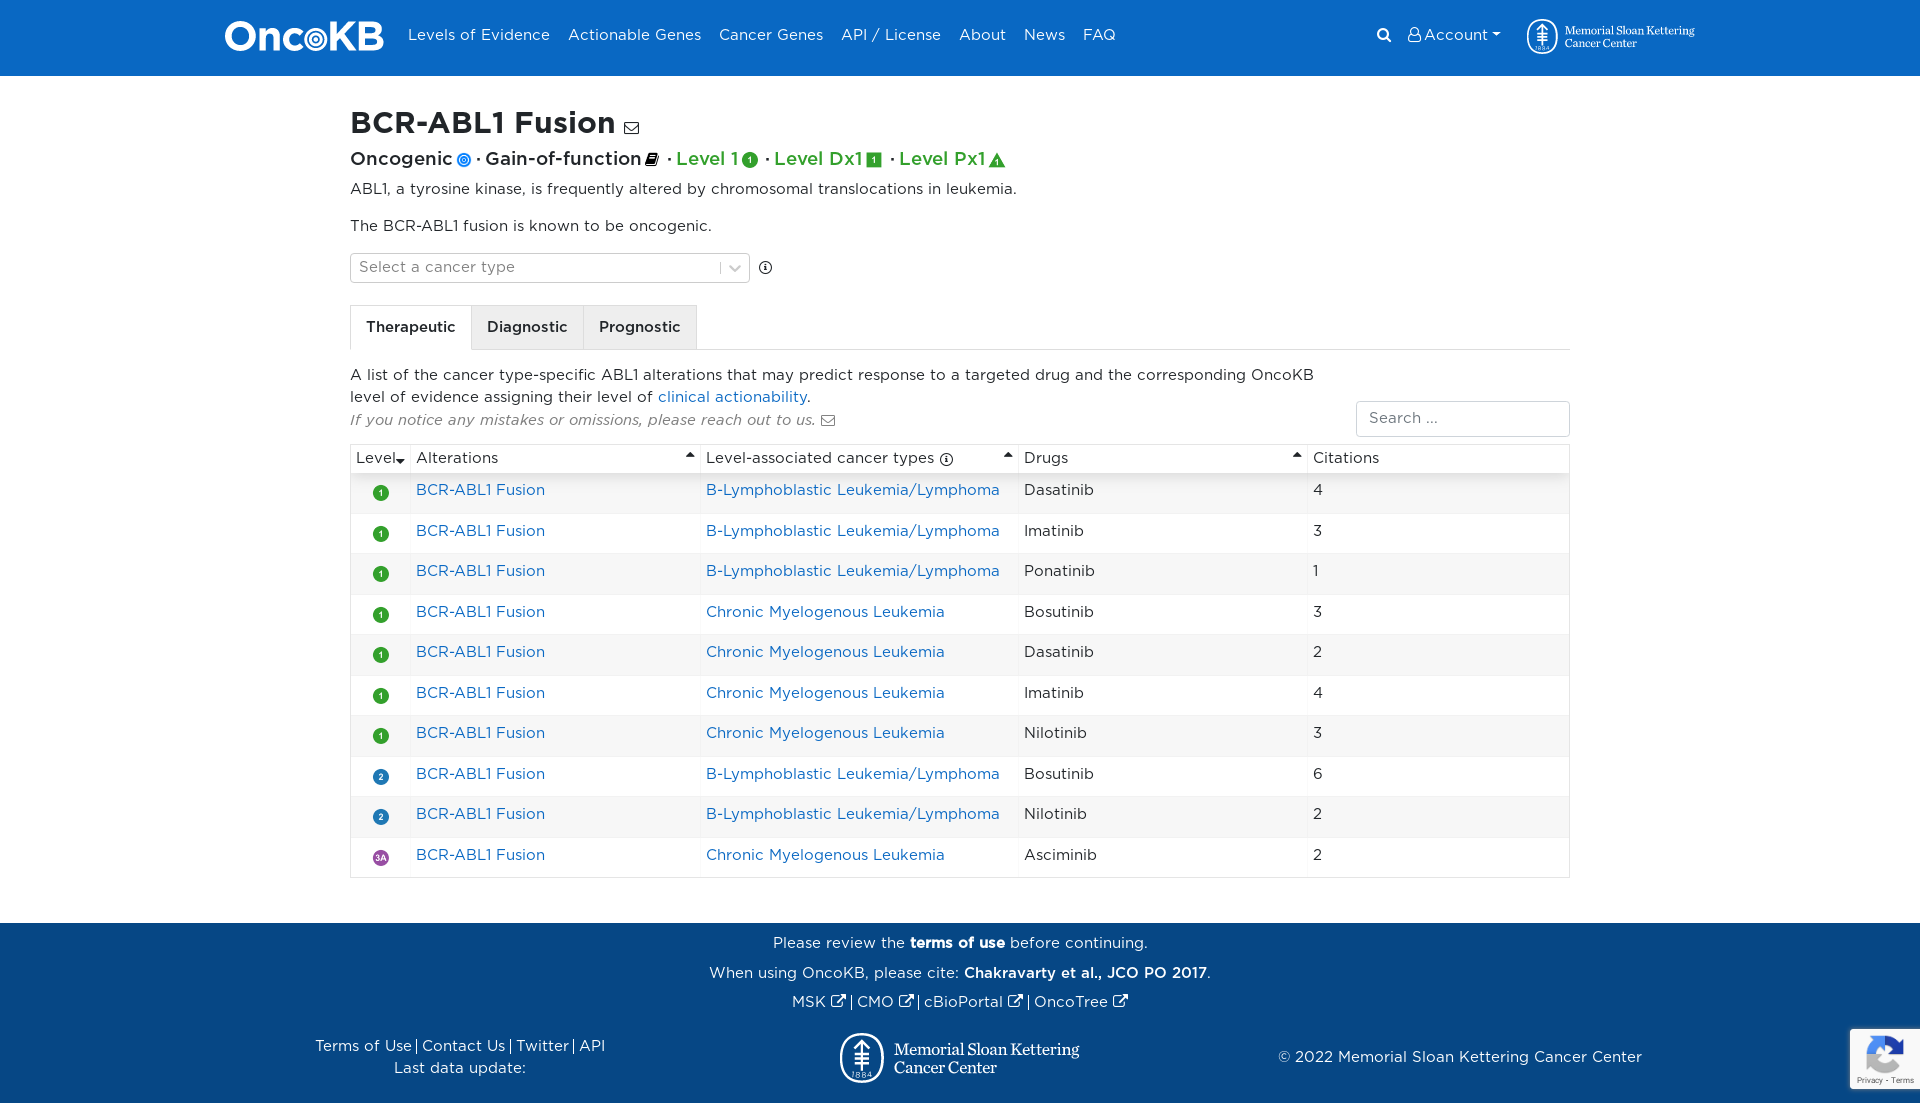 OncoKB
Levels of Evidence
Actionable Genes
Cancer Genes
API / License
About
News
FAQ
Account
Memorial Sloan Kettering
Cancer Center
1884
BCR-ABL1 Fusion
Oncogenic · Gain-of-function · Level 1 1 · Level Dx1 1 · Level Px1 1
ABL1, a tyrosine kinase, is frequently altered by chromosomal translocations in leukemia.
The BCR-ABL1 fusion is known to be oncogenic.
Select a cancer type
Therapeutic
Diagnostic
Prognostic
A list of the cancer type-specific ABL1 alterations that may predict response to a targeted drug and the corresponding OncoKB
level of evidence assigning their level of clinical actionability.
If you notice any mistakes or omissions, please reach out to us.
Search ...
Level Alterations Level-associated cancer types Drugs Citations
1 BCR-ABL1 Fusion B-Lymphoblastic Leukemia/Lymphoma Dasatinib 4
1 BCR-ABL1 Fusion B-Lymphoblastic Leukemia/Lymphoma Imatinib 3
1 BCR-ABL1 Fusion B-Lymphoblastic Leukemia/Lymphoma Ponatinib 1
1 BCR-ABL1 Fusion Chronic Myelogenous Leukemia Bosutinib 3
1 BCR-ABL1 Fusion Chronic Myelogenous Leukemia Dasatinib 2
1 BCR-ABL1 Fusion Chronic Myelogenous Leukemia Imatinib 4
1 BCR-ABL1 Fusion Chronic Myelogenous Leukemia Nilotinib 3
2 BCR-ABL1 Fusion B-Lymphoblastic Leukemia/Lymphoma Bosutinib 6
2 BCR-ABL1 Fusion B-Lymphoblastic Leukemia/Lymphoma Nilotinib 2
3A BCR-ABL1 Fusion Chronic Myelogenous Leukemia Asciminib 2
Please review the terms of use before continuing.
When using OncoKB, please cite: Chakravarty et al., JCO PO 2017.
MSK | CMO | cBioPortal | OncoTree
Terms of Use | Contact Us | Twitter | API
Last data update:
1884
Memorial Sloan Kettering
Cancer Center
© 2022 Memorial Sloan Kettering Cancer Center
Privacy - Terms